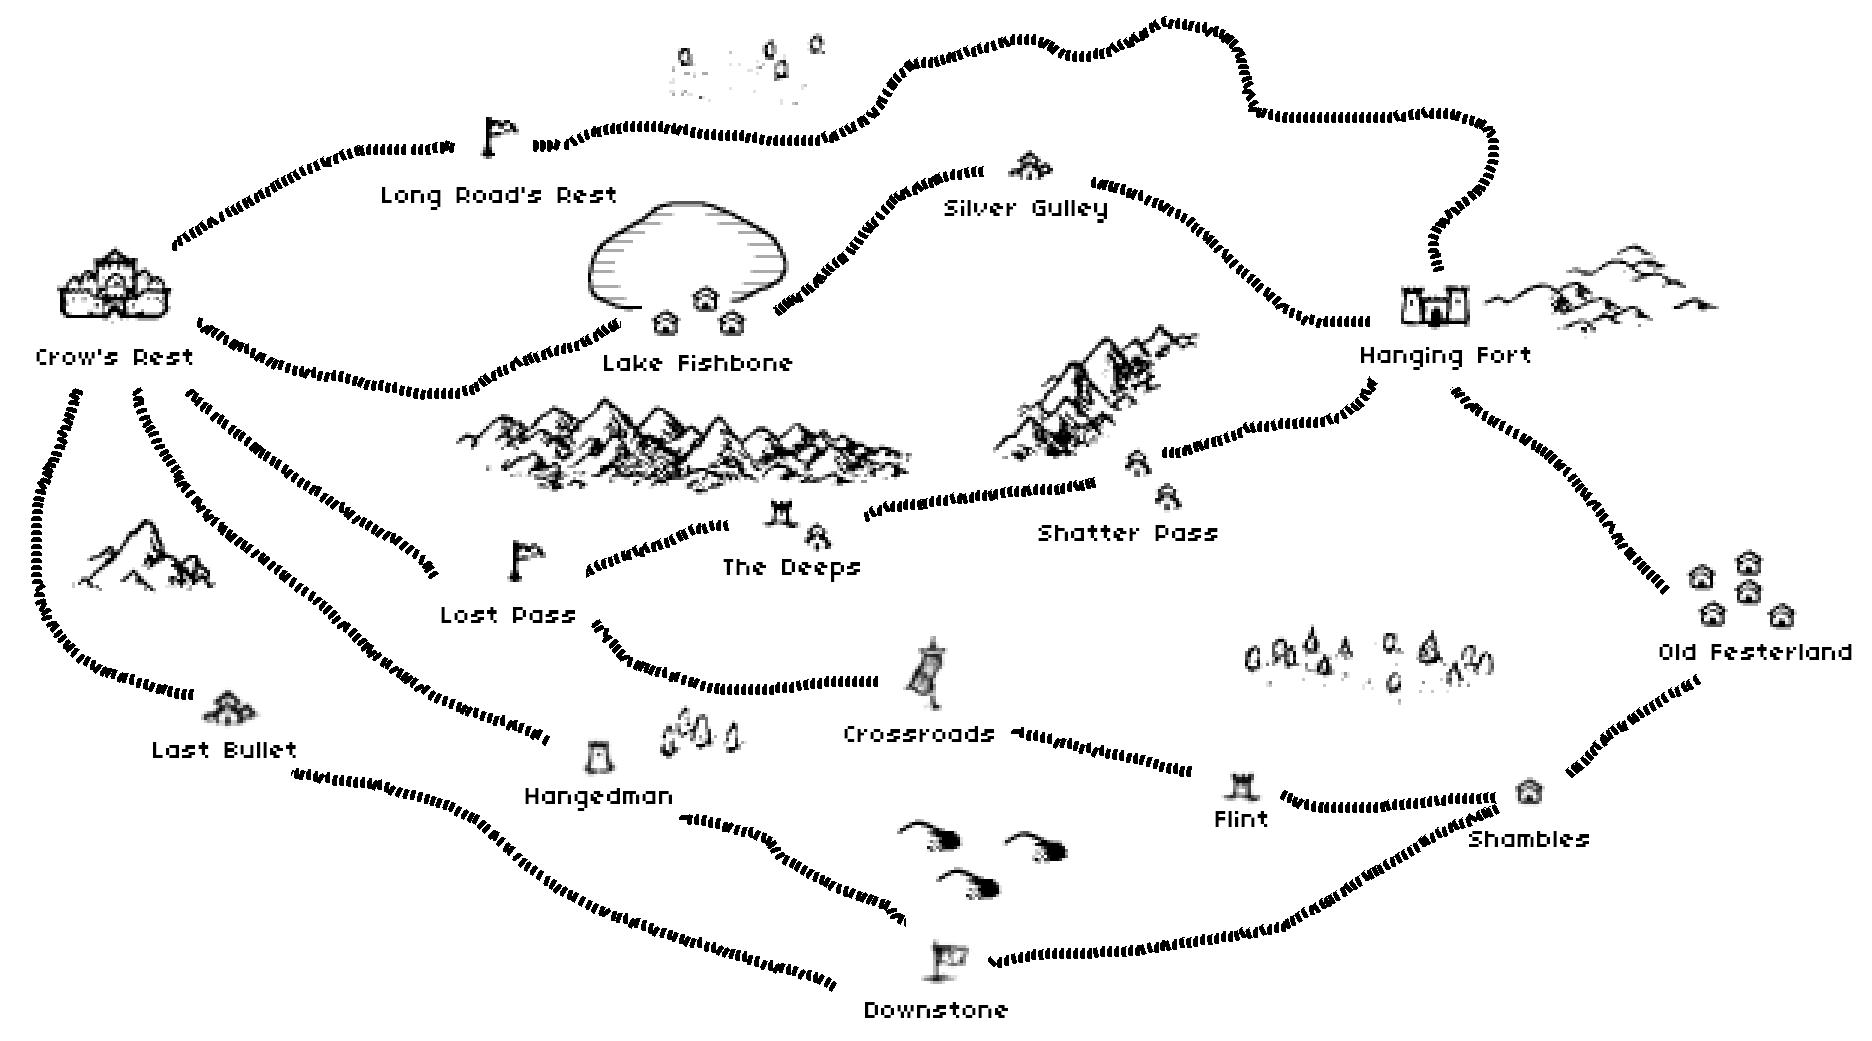 Long Road's Rest
Silver Gulley
Crow's Rest
Lake Fishbone
Hanging Fort
Shatter Pass
The Deeps
Lost Pass
Old Festerland
Crossroads
Last Bullet
Hangedman
Flint
Shambles
Downstone